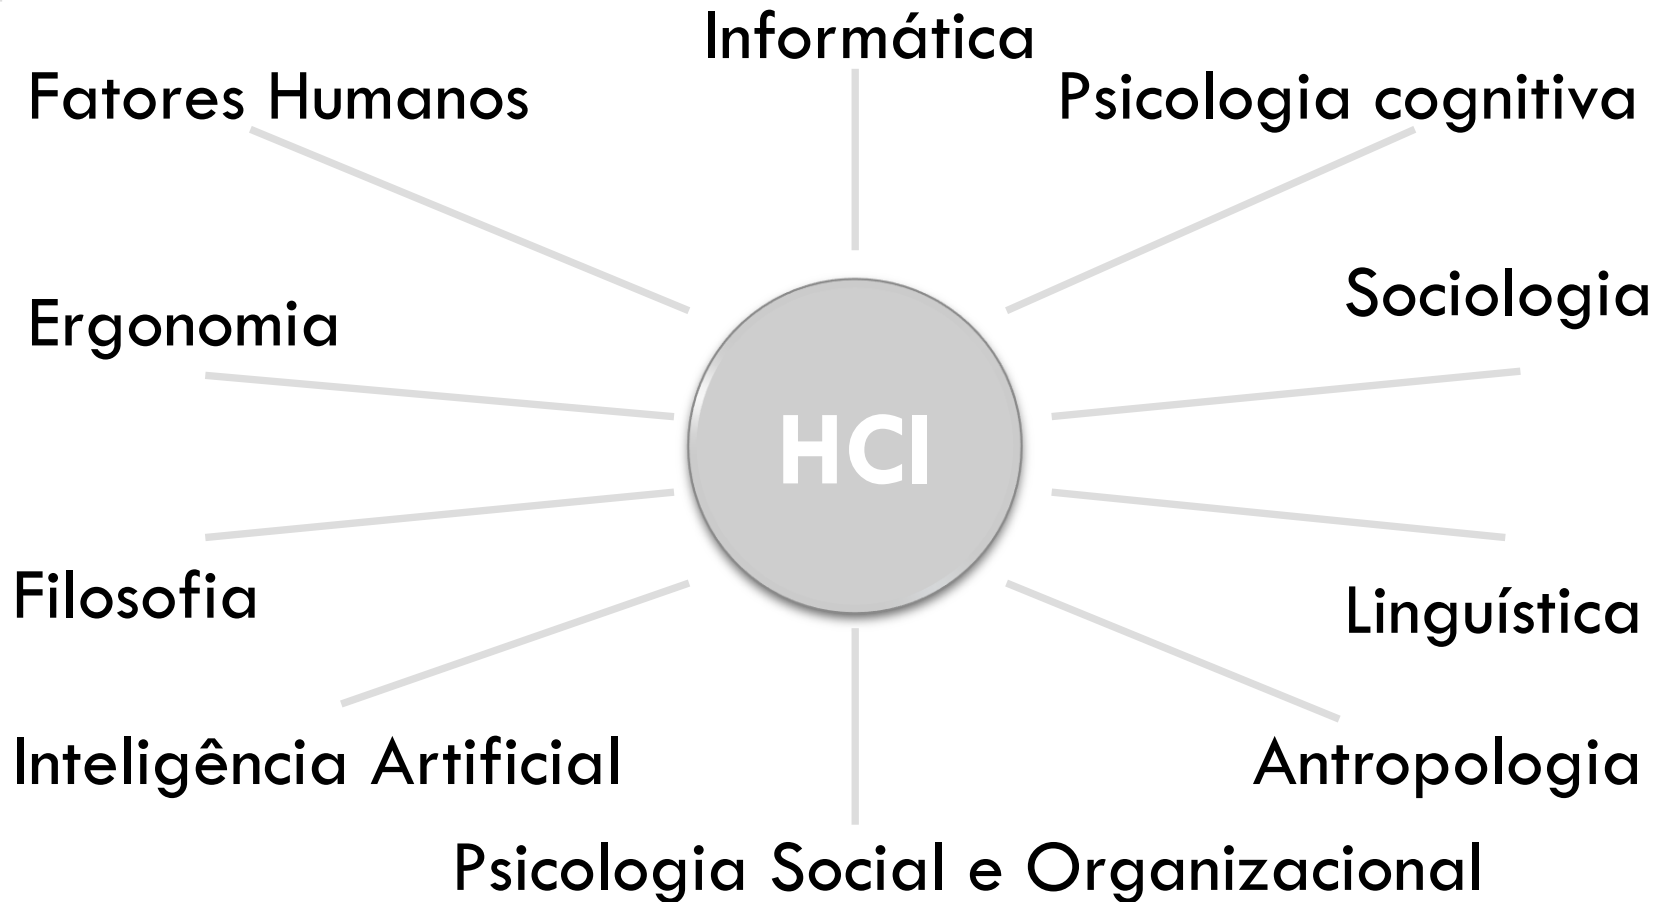 Informática
Fatores Humanos
Psicologia cognitiva
Sociologia
Ergonomia
HCI
Filosofia
Linguística
Inteligência Artificial
Antropologia
Psicologia Social e Organizacional